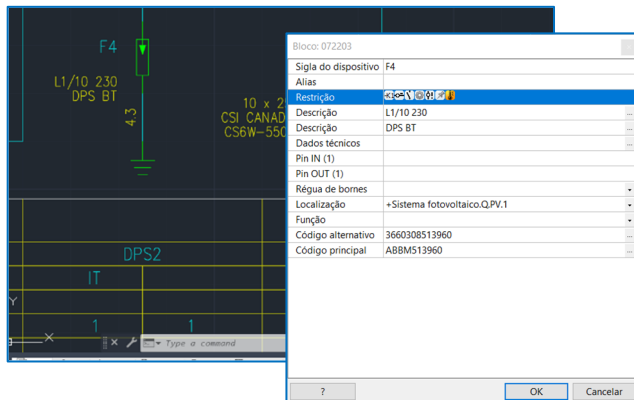 F4
L1/10 230
DPS BT
4.3
10 x 2
CSI CANAD
CS6W-550
DPS2
IT
1
1
Y
X
Type a command
Bloco: 072203
Sigla do dispositivo F4
Alias
Restrição
Descrição L1/10 230
Descrição DPS BT
Dados técnicos
Pin IN (1)
Pin OUT (1)
Régua de bornes
Localização +Sistema fotovoltaico.Q.PV.1
Função
Código alternativo 3660308513960
Código principal ABBM513960
? OK Cancelar